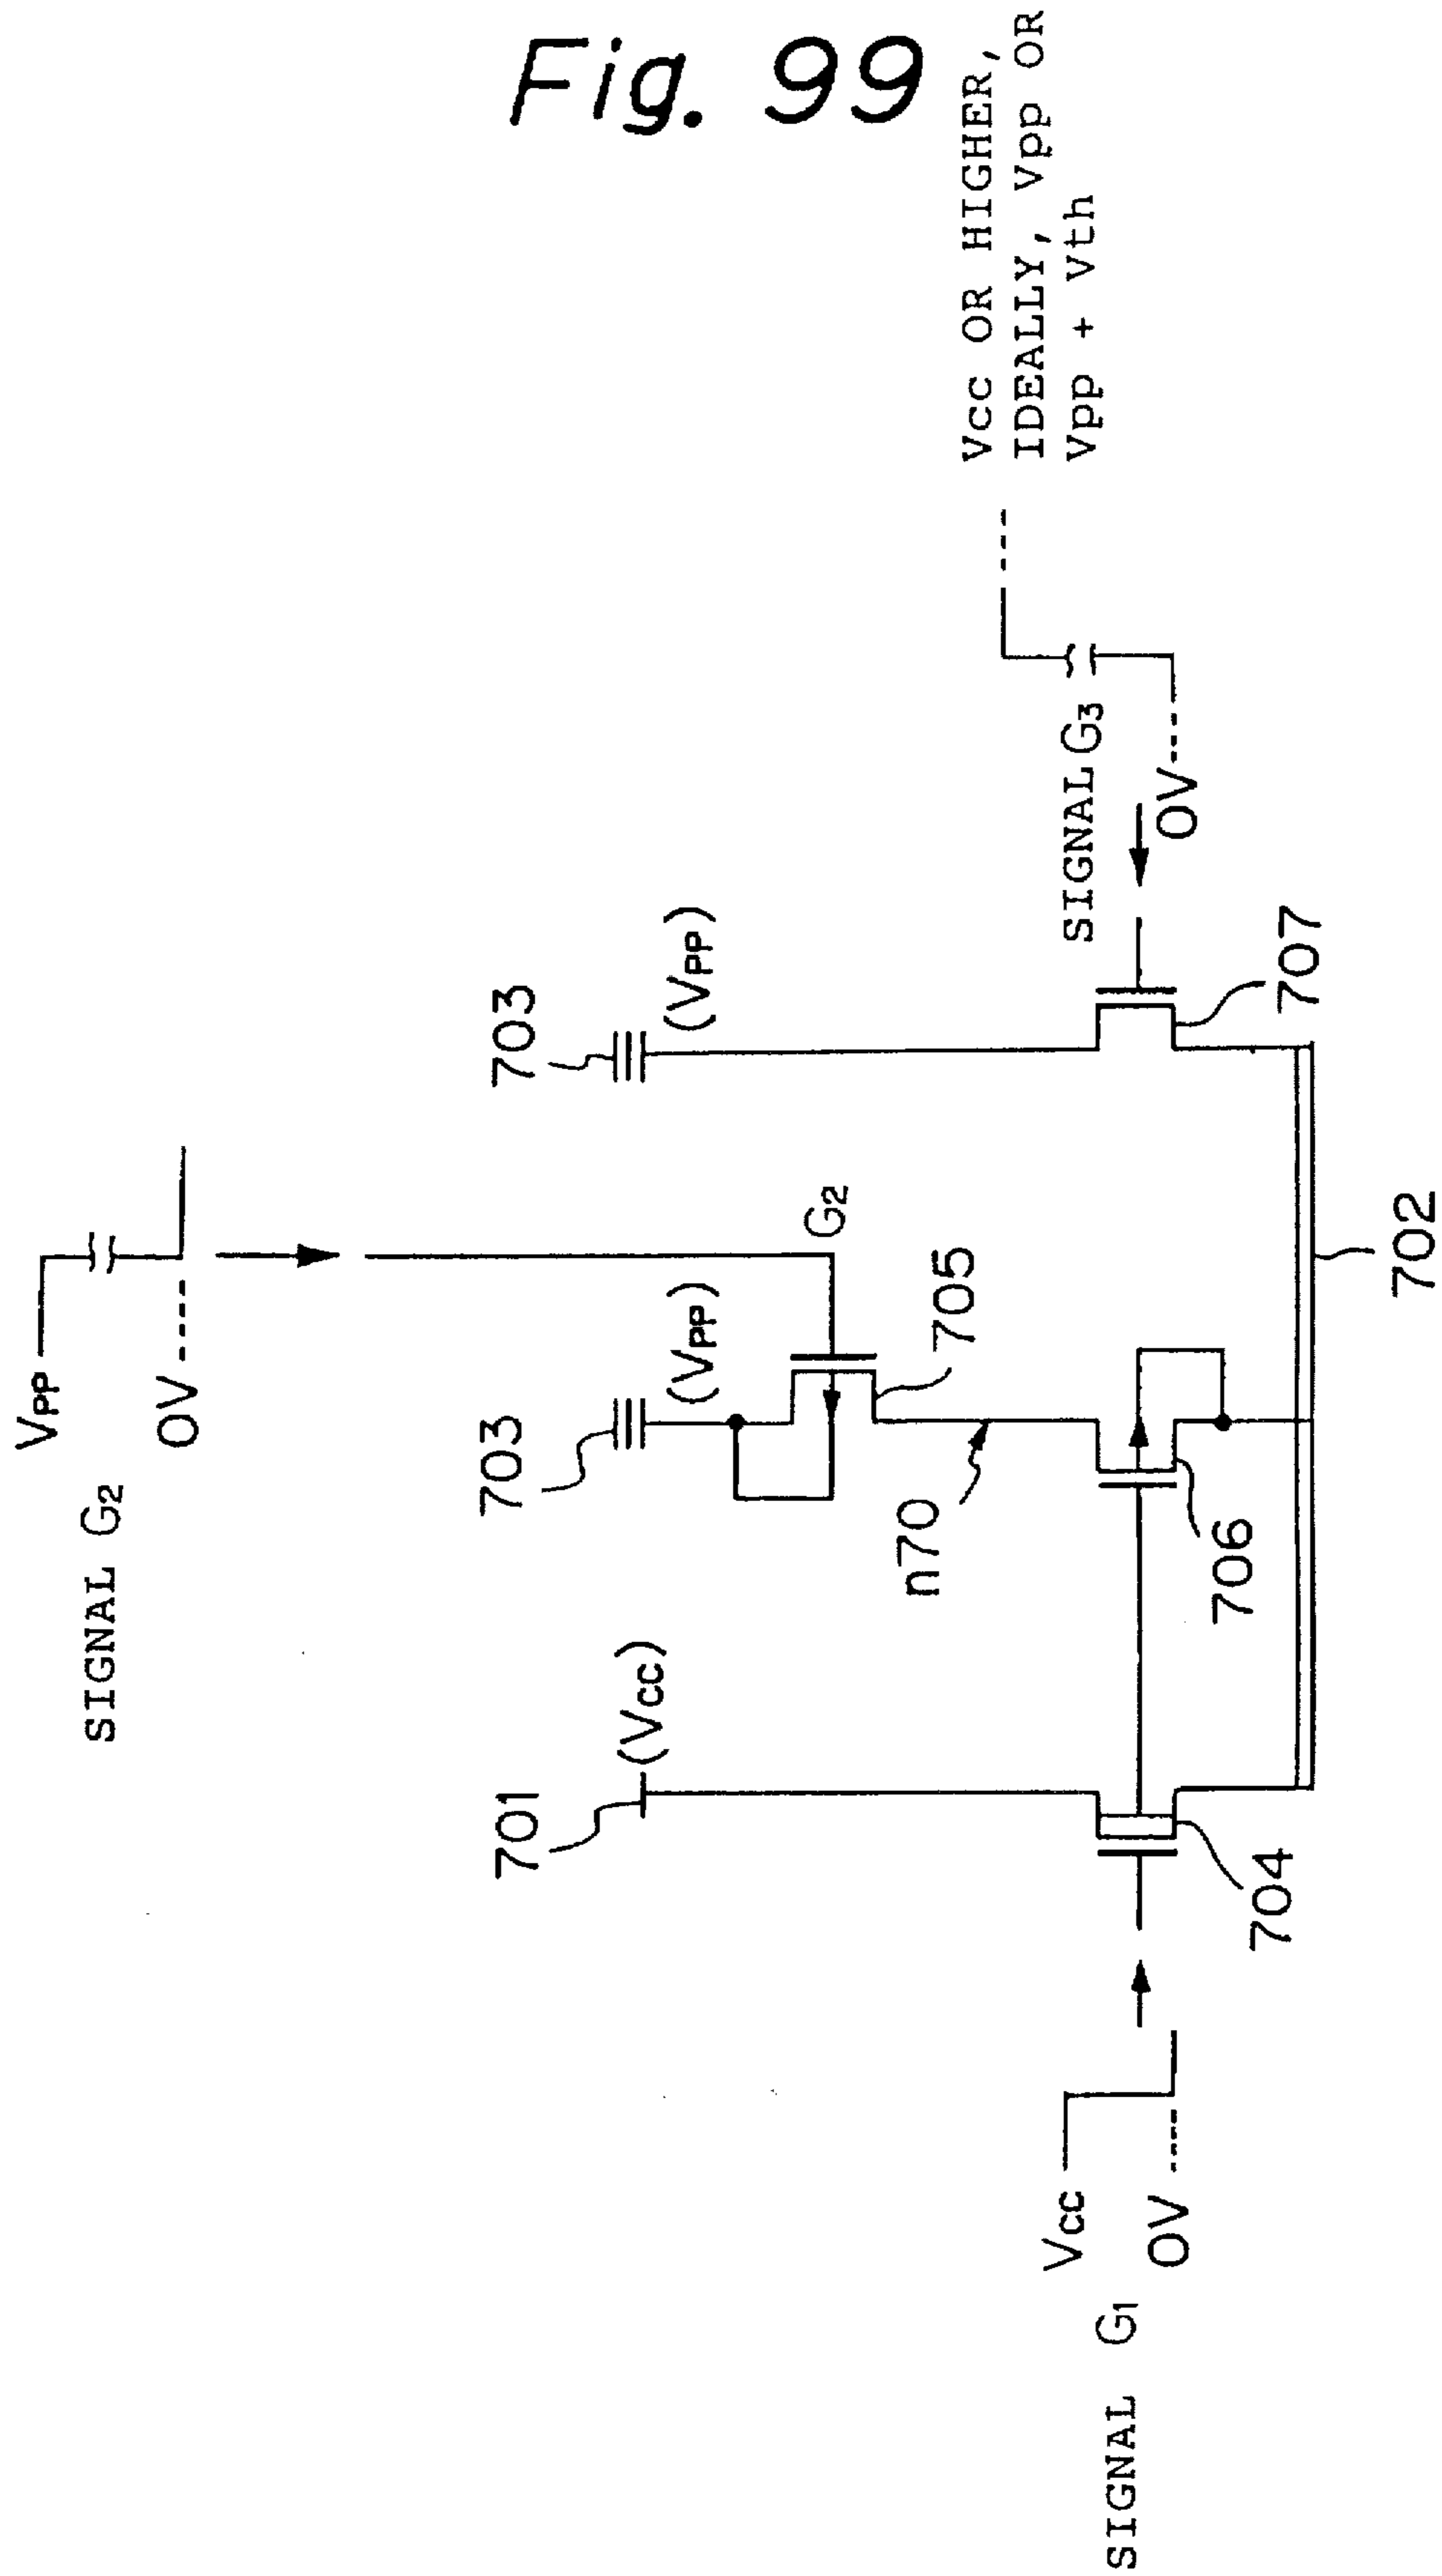 Fig. 99
SIGNAL G2
VPP
0V
703
(VPP)
703
(VPP)
701
(VCC)
G2
705
n70
706
704
707
702
SIGNAL G1
VCC
0V
SIGNAL G3
0V
Vcc OR HIGHER,
IDEALLY, Vpp OR
Vpp + Vth